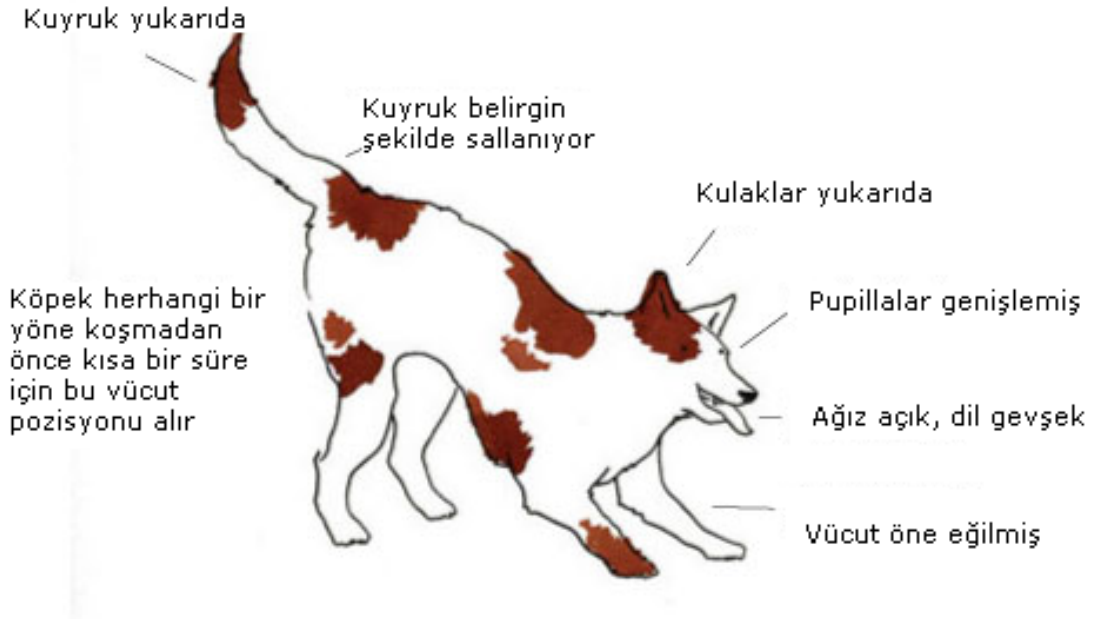 Kuyruk yukarıda
Kuyruk belirgin
şekilde sallanıyor
Kulaklar yukarıda
Köpek herhangi bir
yöne koşmadan
önce kısa bir süre
için bu vücut
pozisyonu alır
Pupillalar genişlemiş
Ağız açık, dil gevşek
Vücut öne eğilmiş